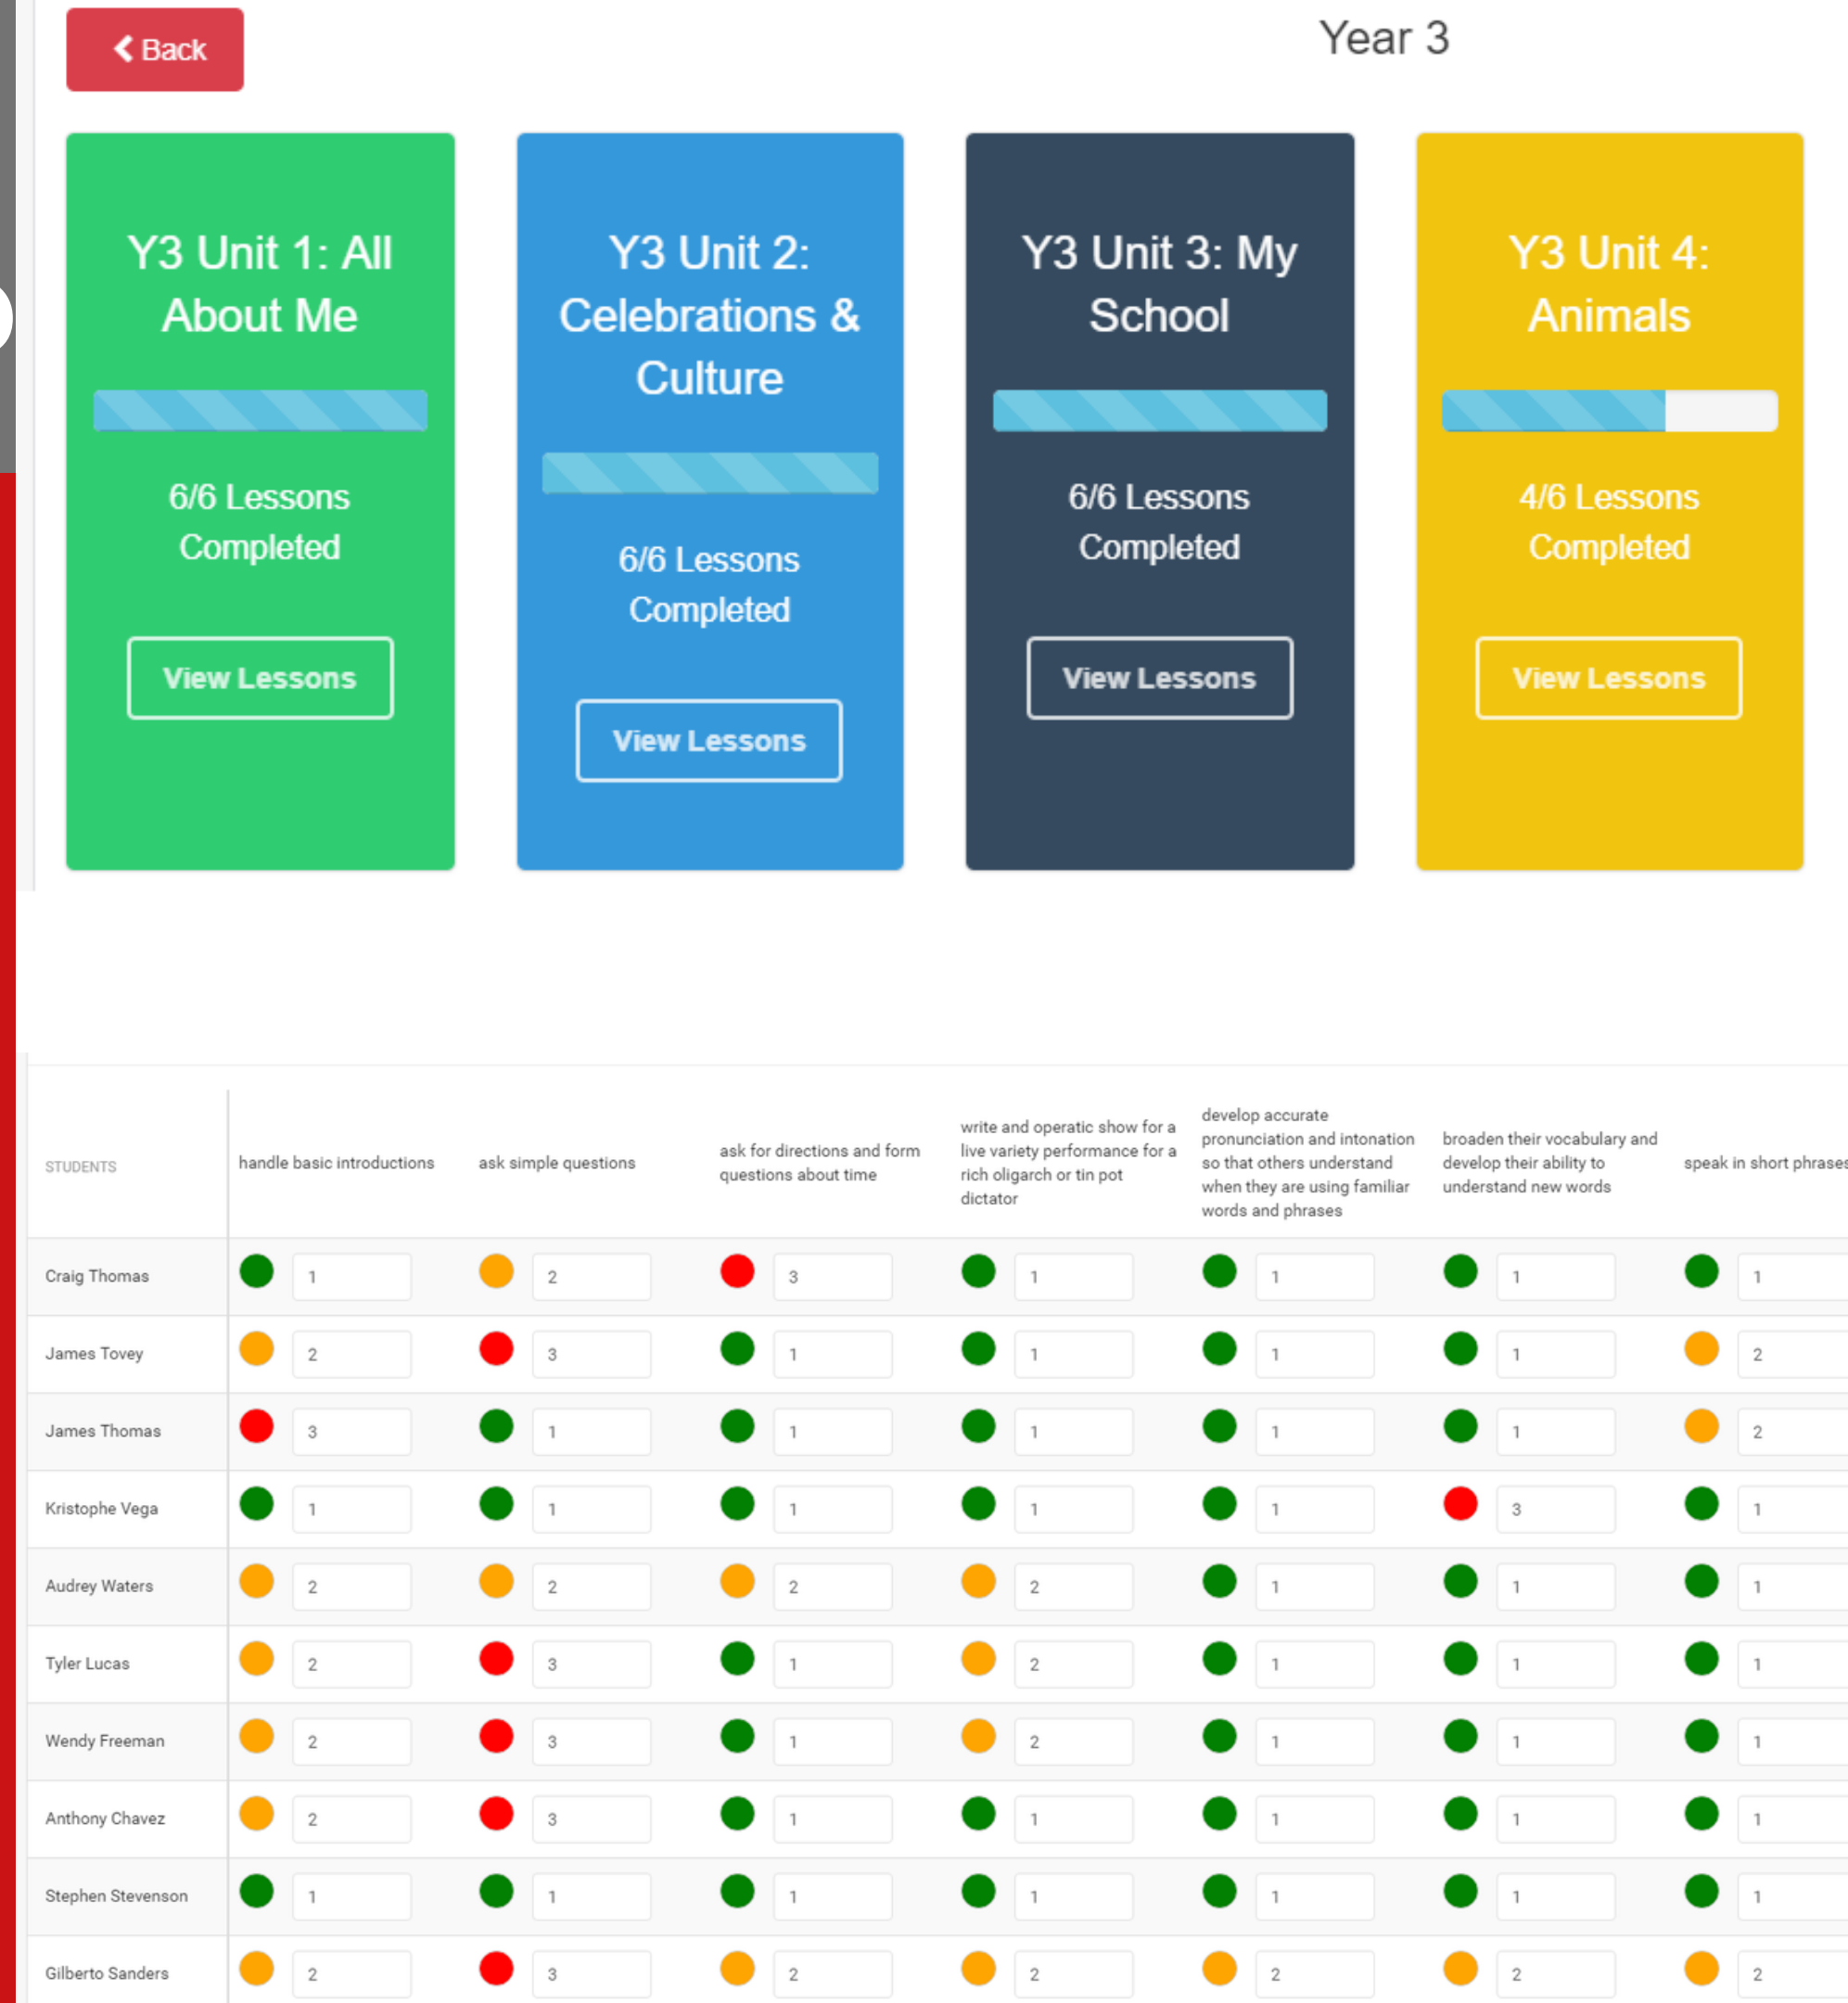 Back
Year 3
Y3 Unit 1: All
About Me
6/6 Lessons
Completed
View Lessons
Y3 Unit 2:
Celebrations &
Culture
6/6 Lessons
Completed
View Lessons
Y3 Unit 3: My
School
6/6 Lessons
Completed
View Lessons
Y3 Unit 4:
Animals
4/6 Lessons
Completed
View Lessons
STUDENTS
handle basic introductions
ask simple questions
ask for directions and form
questions about time
write and operatic show for a
live variety performance for a
rich oligarch or tin pot
dictator
develop accurate
pronunciation and intonation
so that others understand
when they are using familiar
words and phrases
broaden their vocabulary and
develop their ability to
understand new words
speak in short phrases
Craig Thomas 1 2 3 1 1 1 1
James Tovey 2 3 1 1 1 1 2
James Thomas 3 1 1 1 1 1 2
Kristophe Vega 1 1 1 1 1 3 1
Audrey Waters 2 2 2 2 1 1 1
Tyler Lucas 2 3 1 2 1 1 1
Wendy Freeman 2 3 1 2 1 1 1
Anthony Chavez 2 3 1 1 1 1 1
Stephen Stevenson 1 1 1 1 1 1 1
Gilberto Sanders 2 3 2 2 2 2 2